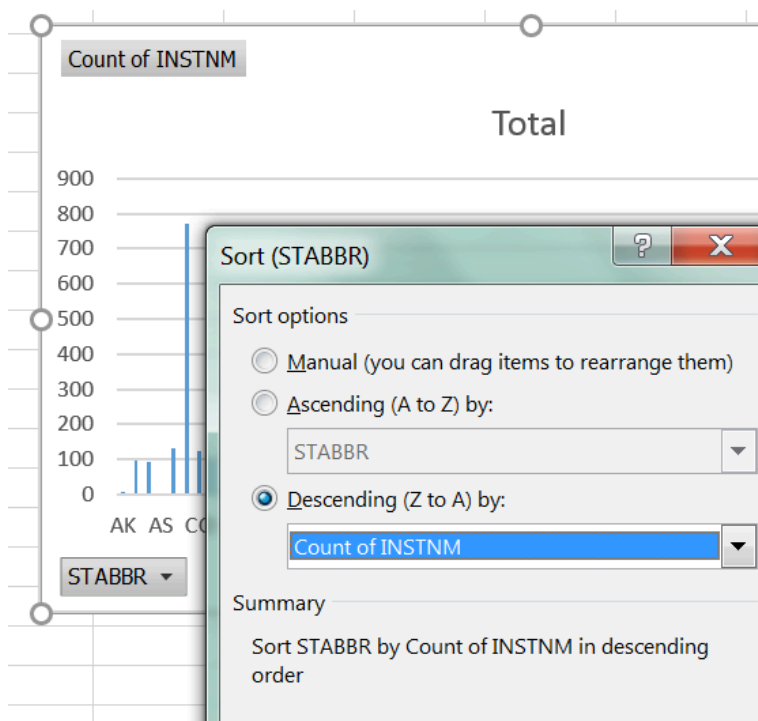 Count of INSTNM
Total
900
800
700
600
500
400
300
200
100
0
AK AS
STABBR
Sort (STABBR)
Sort options
Manual (you can drag items to rearrange them)
Ascending (A to Z) by:
STABBR
Descending (Z to A) by:
Count of INSTNM
Summary
Sort STABBR by Count of INSTNM in descending
order